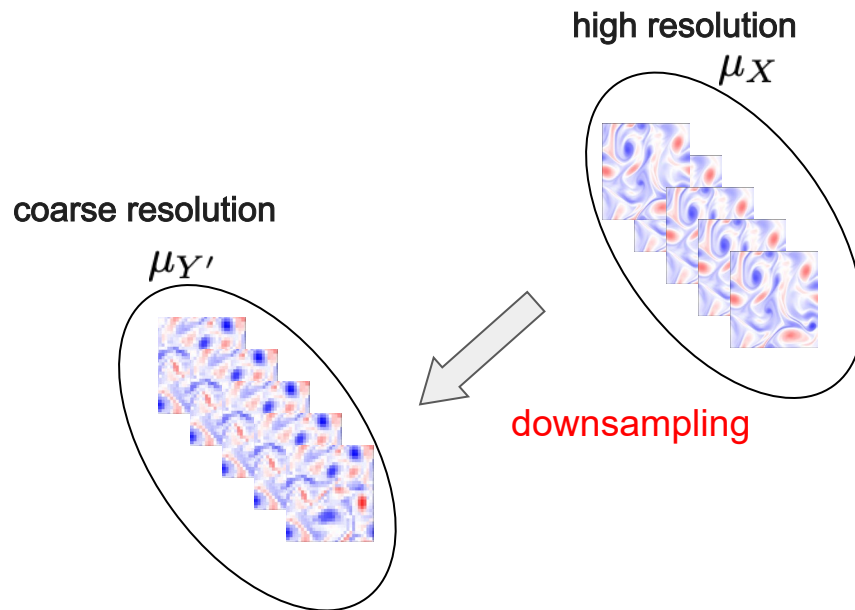 high resolution
μ_X
coarse resolution
μ_{Y'}
downsampling